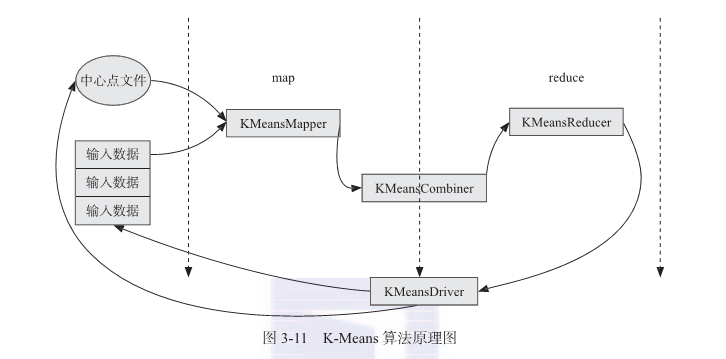 map
reduce
中心点文件
KMeansMapper
KMeansReducer
输入数据
输入数据
输入数据
KMeansCombiner
KMeansDriver
图 3-11 K-Means 算法原理图